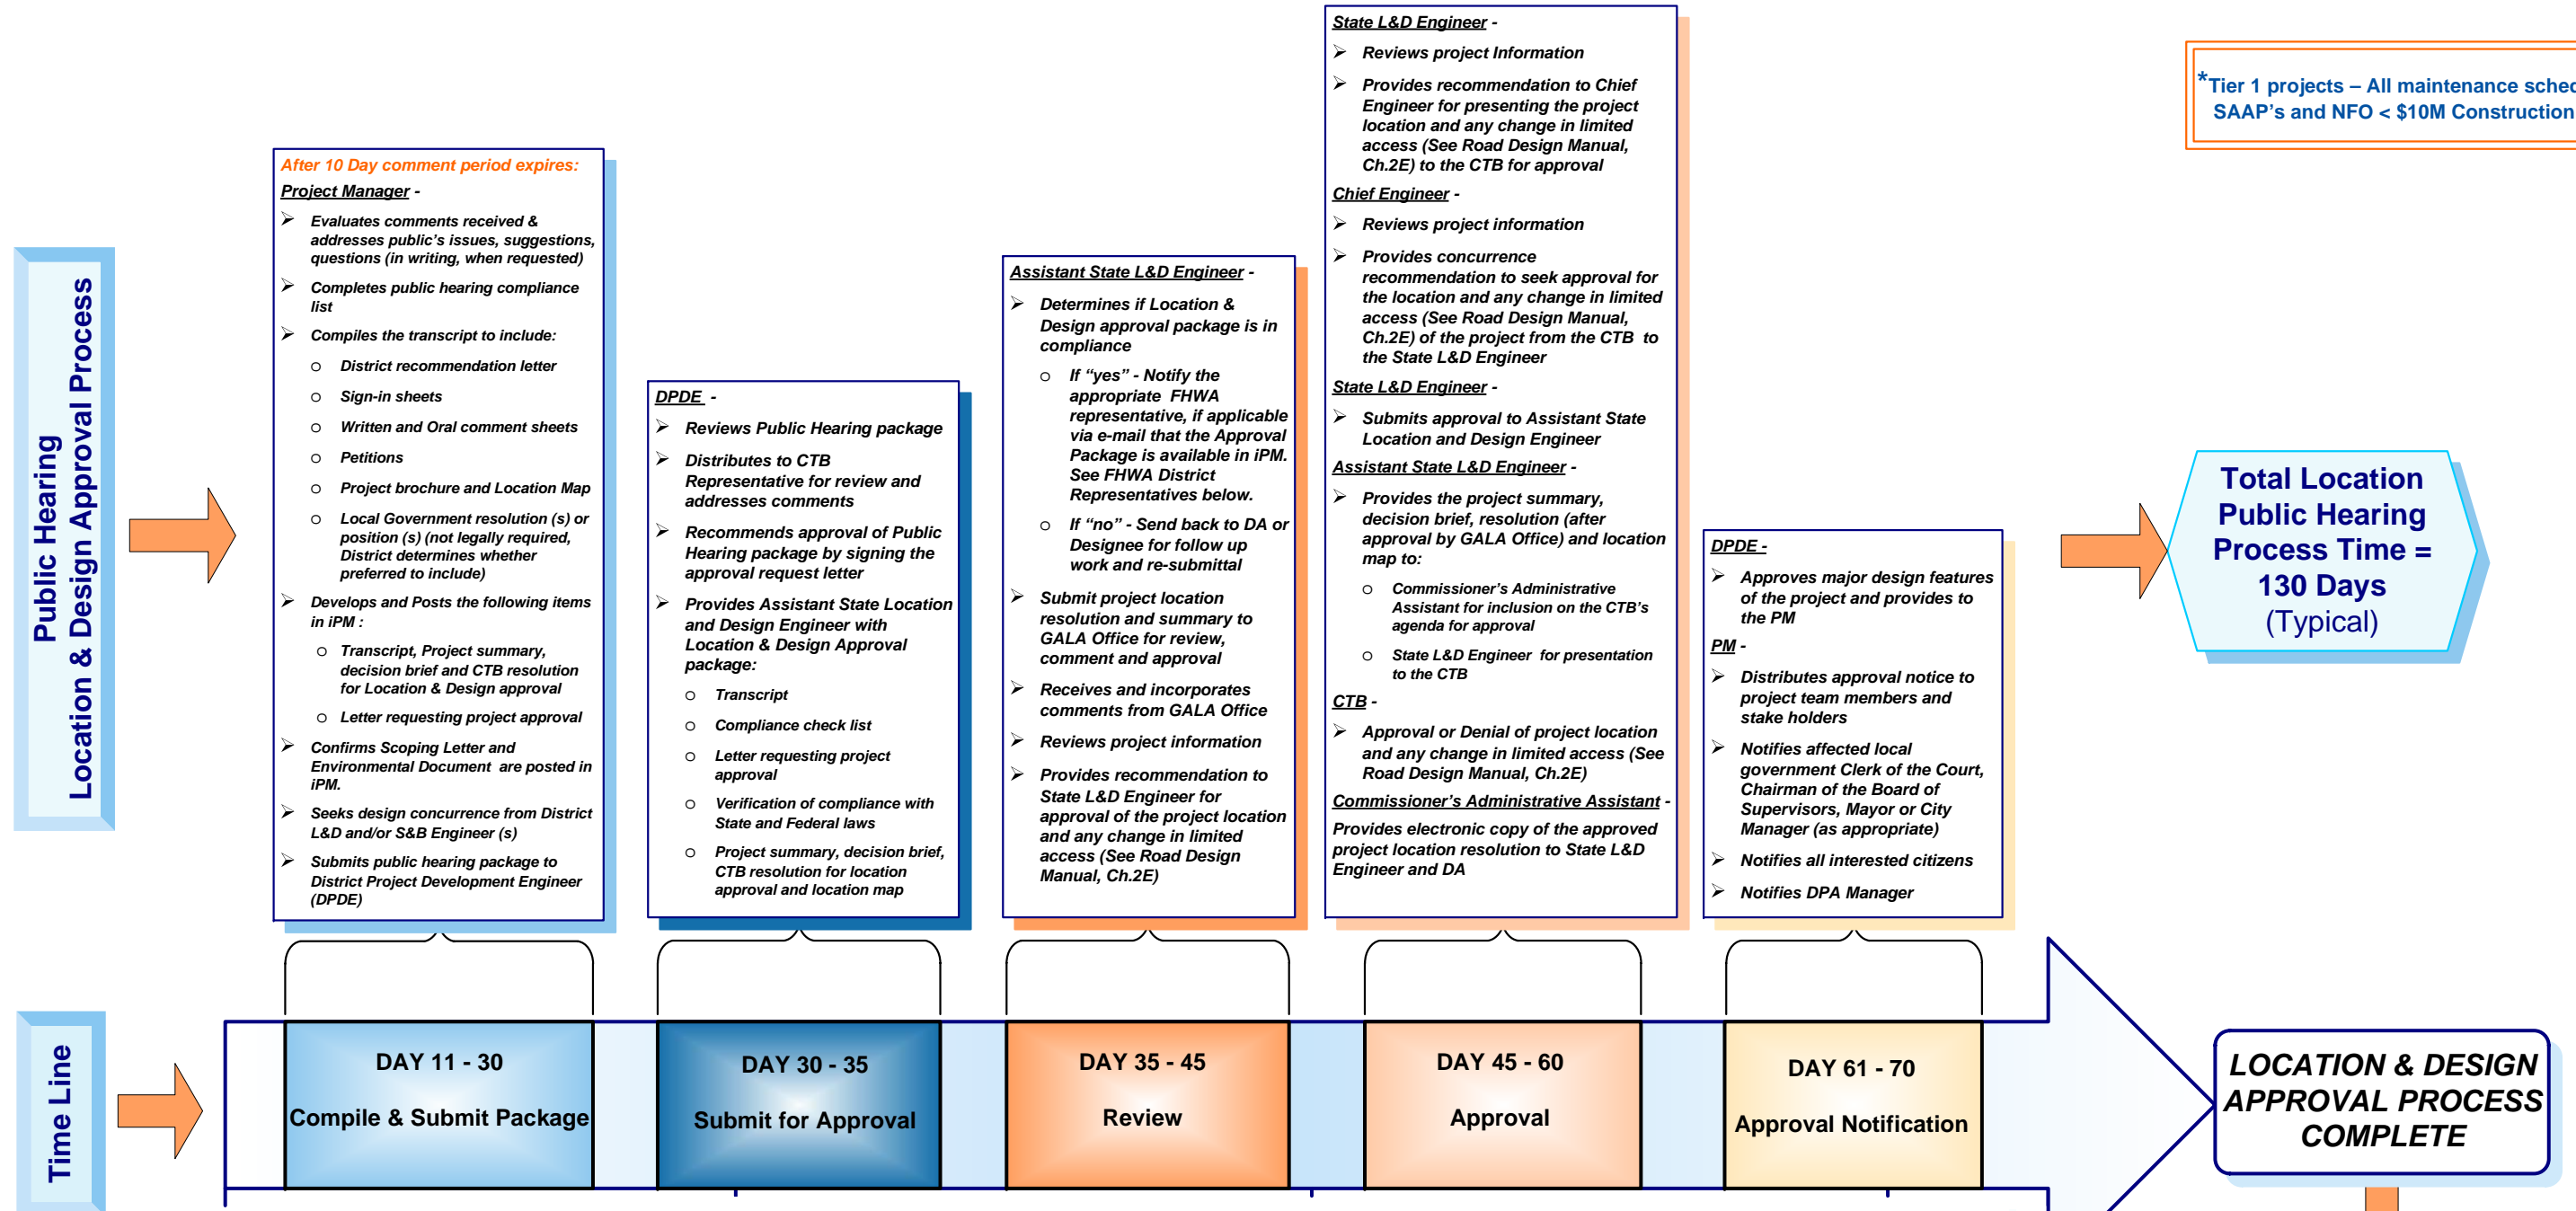 Public Hearing
Location & Design Approval Process
After 10 Day comment period expires:
Project Manager -
➢ Evaluates comments received &
addresses public's issues, suggestions,
questions (in writing, when requested)
➢ Completes public hearing compliance
list
➢ Compiles the transcript to include:
o District recommendation letter
o Sign-in sheets
o Written and Oral comment sheets
o Petitions
o Project brochure and Location Map
o Local Government resolution (s) or
position (s) (not legally required,
District determines whether
preferred to include)
➢ Develops and Posts the following items
in iPM :
o Transcript, Project summary,
decision brief and CTB resolution
for Location & Design approval
o Letter requesting project approval
➢ Confirms Scoping Letter and
Environmental Document are posted in
iPM.
➢ Seeks design concurrence from District
L&D and/or S&B Engineer (s)
➢ Submits public hearing package to
District Project Development Engineer
(DPDE)
DPDE -
➢ Reviews Public Hearing package
➢ Distributes to CTB
Representative for review and
addresses comments
➢ Recommends approval of Public
Hearing package by signing the
approval request letter
➢ Provides Assistant State Location
and Design Engineer with
Location & Design Approval
package:
o Transcript
o Compliance check list
o Letter requesting project
approval
o Verification of compliance with
State and Federal laws
o Project summary, decision brief,
CTB resolution for location
approval and location map
Assistant State L&D Engineer -
➢ Determines if Location &
Design approval package is in
compliance
o If “yes” - Notify the
appropriate FHWA
representative, if applicable
via e-mail that the Approval
Package is available in iPM.
See FHWA District
Representatives below.
o If “no” - Send back to DA or
Designee for follow up
work and re-submittal
➢ Submit project location
resolution and summary to
GALA Office for review,
comment and approval
➢ Receives and incorporates
comments from GALA Office
➢ Reviews project information
➢ Provides recommendation to
State L&D Engineer for
approval of the project location
and any change in limited
access (See Road Design
Manual, Ch.2E)
State L&D Engineer -
➢ Reviews project Information
➢ Provides recommendation to Chief
Engineer for presenting the project
location and any change in limited
access (See Road Design Manual,
Ch.2E) to the CTB for approval
Chief Engineer -
➢ Reviews project information
➢ Provides concurrence
recommendation to seek approval for
the location and any change in limited
access (See Road Design Manual,
Ch.2E) of the project from the CTB to
the State L&D Engineer
State L&D Engineer -
➢ Submits approval to Assistant State
Location and Design Engineer
Assistant State L&D Engineer -
➢ Provides the project summary,
decision brief, resolution (after
approval by GALA Office) and location
map to:
o Commissioner's Administrative
Assistant for inclusion on the CTB's
agenda for approval
o State L&D Engineer for presentation
to the CTB
CTB -
➢ Approval or Denial of project location
and any change in limited access (See
Road Design Manual, Ch.2E)
Commissioner's Administrative Assistant -
Provides electronic copy of the approved
project location resolution to State L&D
Engineer and DA
DPDE -
➢ Approves major design features
of the project and provides to
the PM
PM -
➢ Distributes approval notice to
project team members and
stake holders
➢ Notifies affected local
government Clerk of the Court,
Chairman of the Board of
Supervisors, Mayor or City
Manager (as appropriate)
➢ Notifies all interested citizens
➢ Notifies DPA Manager
*Tier 1 projects – All maintenance sched
SAAP's and NFO < $10M Construction
Total Location
Public Hearing
Process Time =
130 Days
(Typical)
Time Line
DAY 11 - 30
Compile & Submit Package
DAY 30 - 35
Submit for Approval
DAY 35 - 45
Review
DAY 45 - 60
Approval
DAY 61 - 70
Approval Notification
LOCATION & DESIGN
APPROVAL PROCESS
COMPLETE